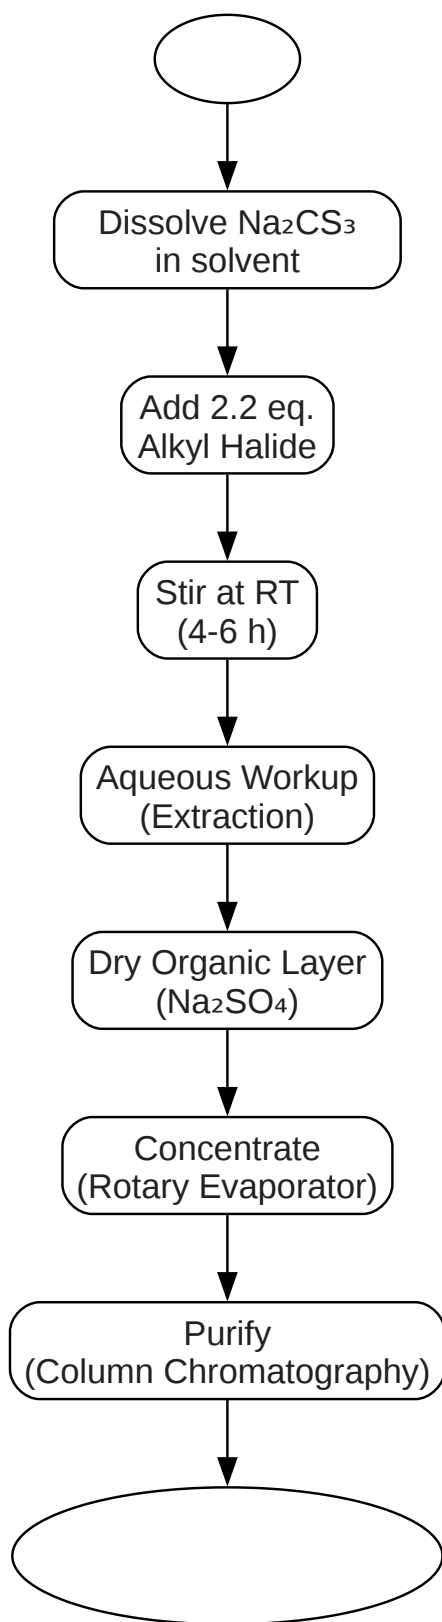 Dissolve Na₂CS₃
in solvent
Add 2.2 eq.
Alkyl Halide
Stir at RT
(4-6 h)
Aqueous Workup
(Extraction)
Dry Organic Layer
(Na₂SO₄)
Concentrate
(Rotary Evaporator)
Purify
(Column Chromatography)